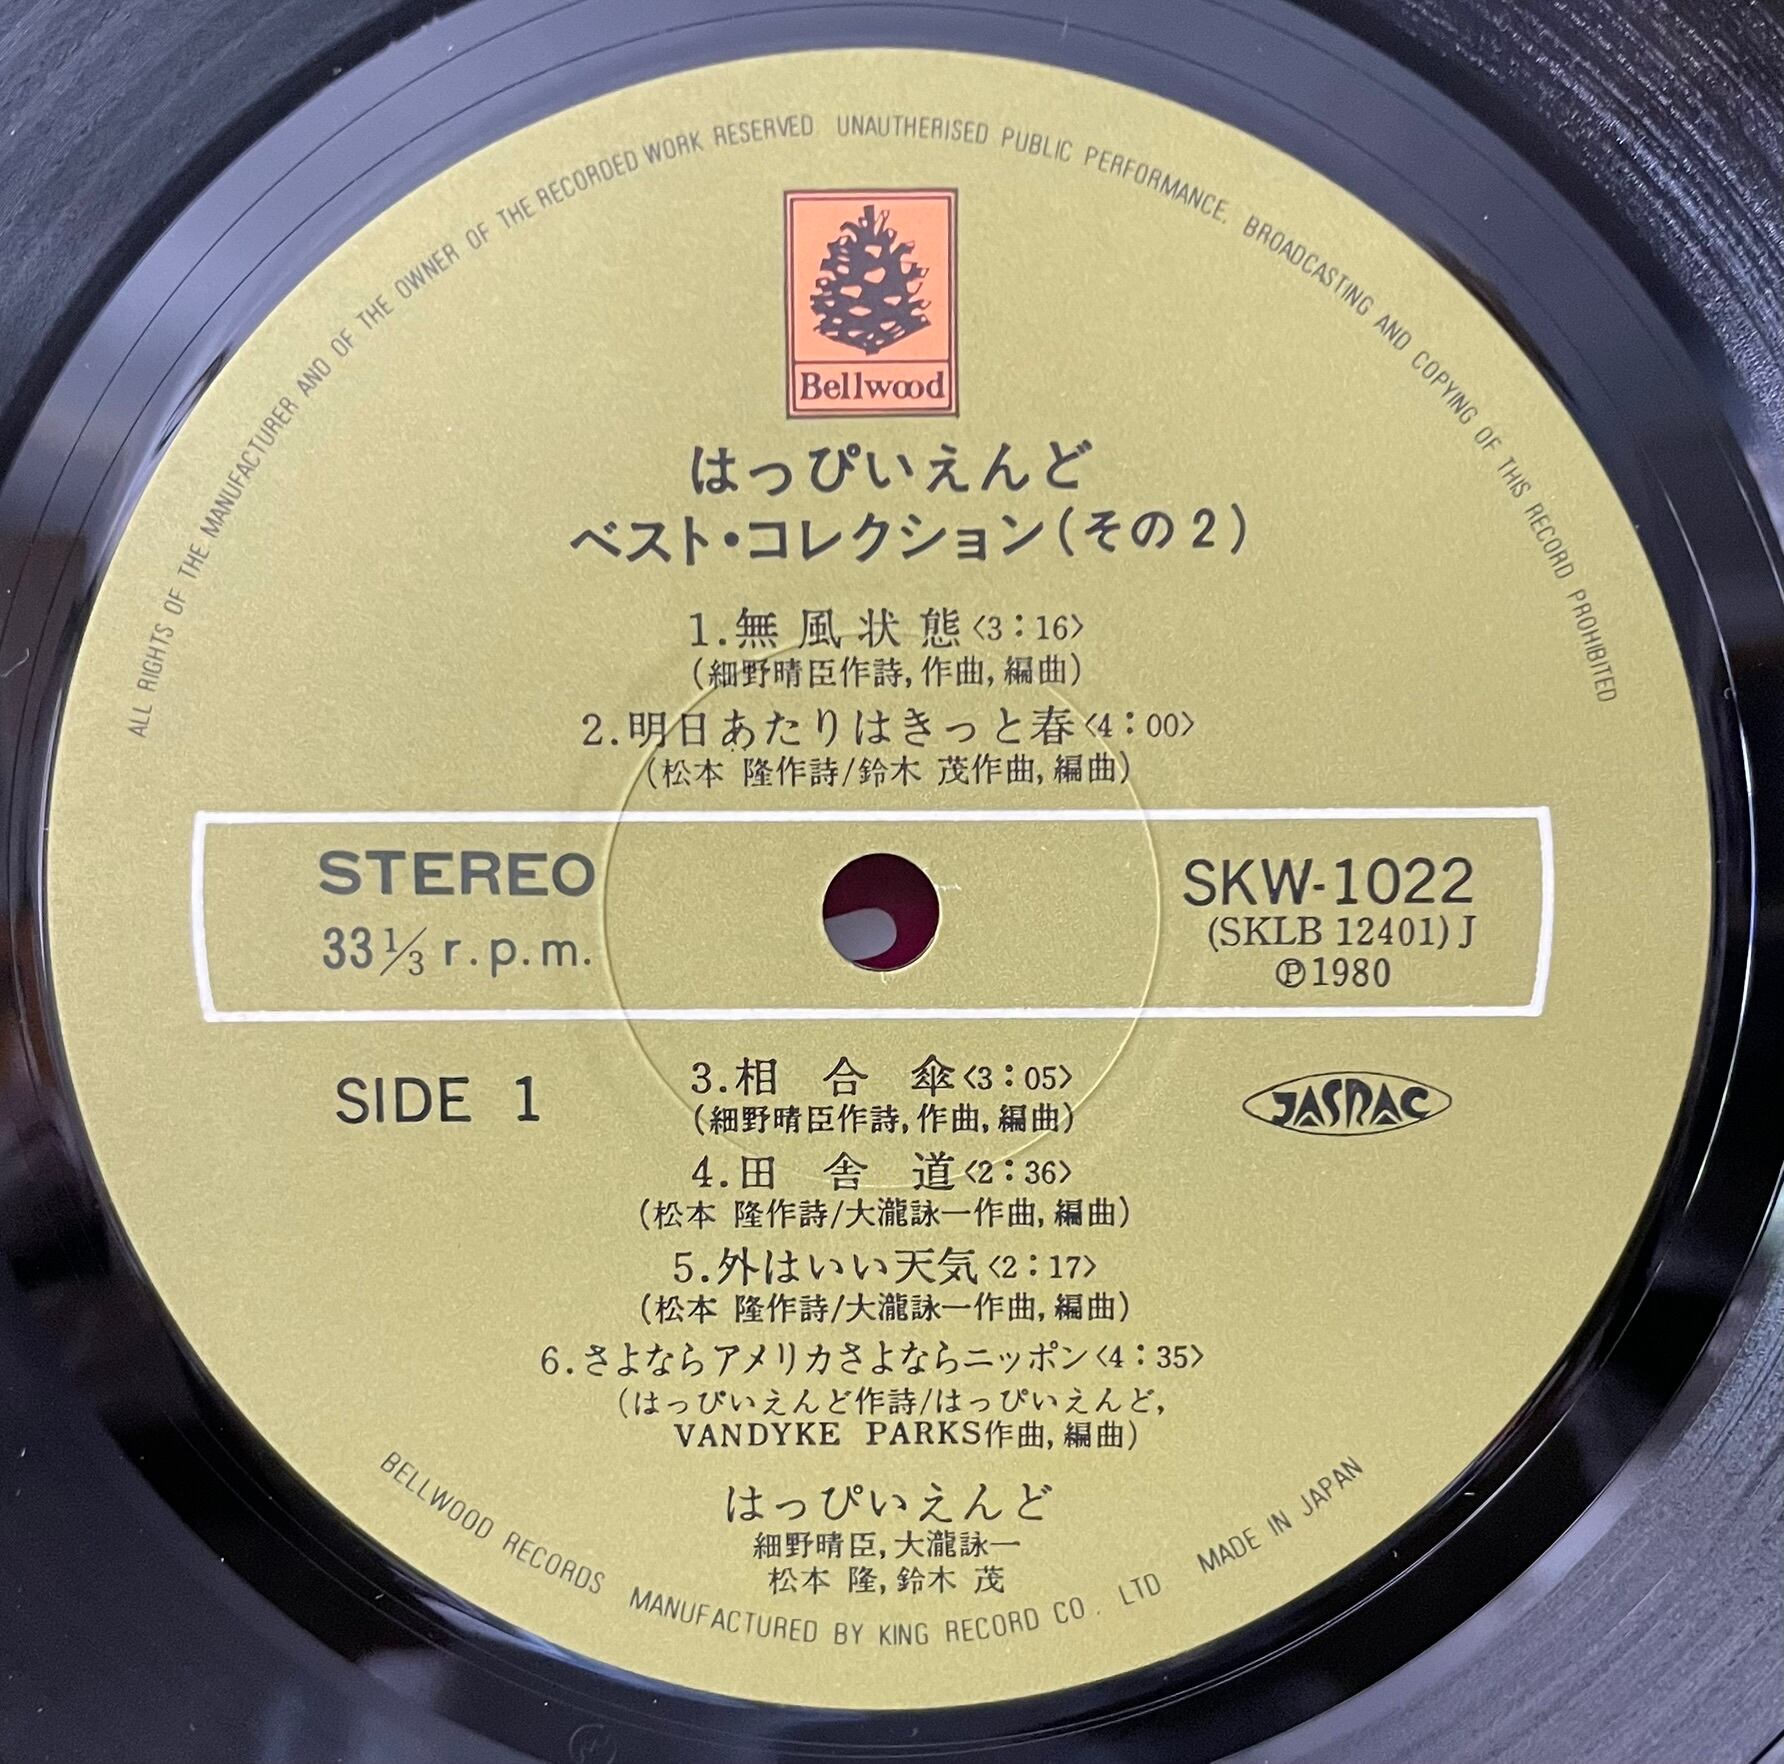 ALL RIGHTS OF THE MANUFACTURER AND OF THE OWNER OF THE RECORDED WORK RESERVED UNAUTHERISED PUBLIC PERFORMANCE. BROADCASTING AND COPYING OF THIS RECORD PROHIBITED
Bellwood
はっぴいえんど
ベスト・コレクション(その2)
1.無風状態〈3:16〉
(細野晴臣作詩,作曲,編曲)
2.明日あたりはきっと春〈4:00〉
(松本 隆作詩/鈴木 茂作曲,編曲)
STEREO
33⅓ r.p.m.
SKW-1022
(SKLB 12401) J
℗1980
SIDE 1
3.相合傘〈3:05〉
(細野晴臣作詩,作曲,編曲)
JASRAC
4.田舎道〈2:36〉
(松本 隆作詩/大瀧詠一作曲,編曲)
5.外はいい天気〈2:17〉
(松本 隆作詩/大瀧詠一作曲,編曲)
6.さよならアメリカさよならニッポン〈4:35〉
(はっぴいえんど作詩/はっぴいえんど,
VANDYKE PARKS作曲,編曲)
はっぴいえんど
細野晴臣,大瀧詠一
松本 隆,鈴木 茂
BELLWOOD RECORDS MANUFACTURED BY KING RECORD CO. LTD MADE IN JAPAN